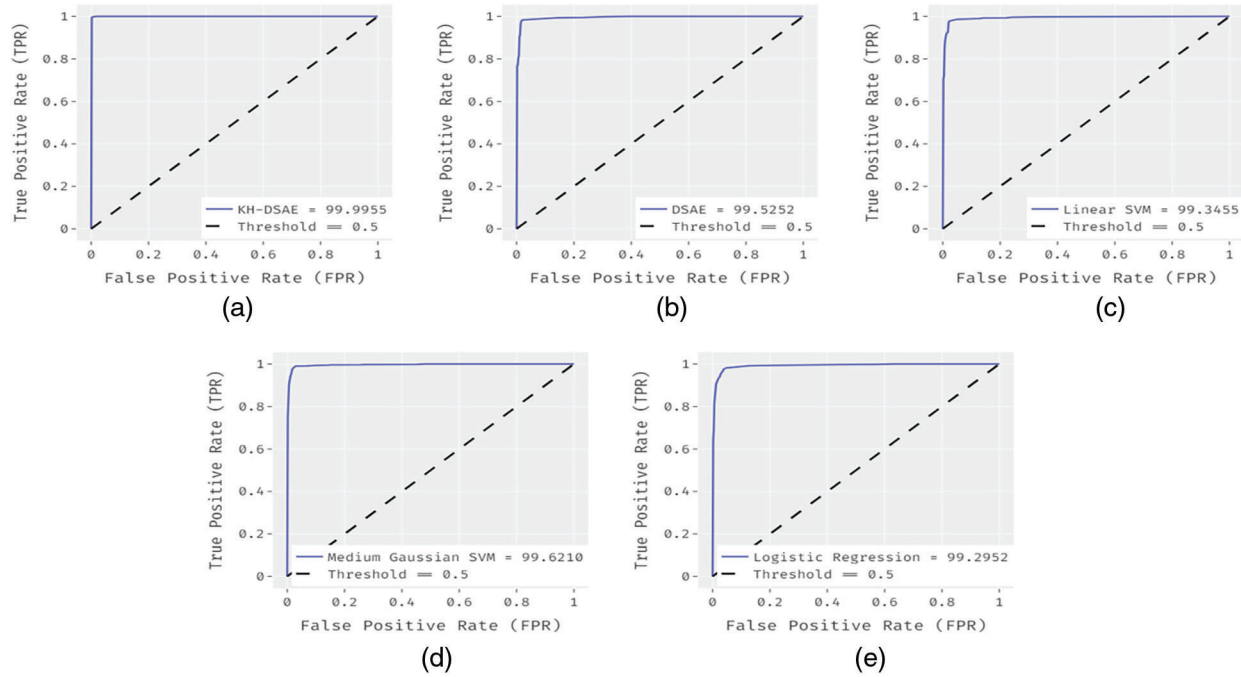 True Positive Rate (TPR)
1
0.8
0.6
0.4
0.2
0
KH-DSAE = 99.9955
Threshold = 0.5
0
0.2
0.4
0.6
0.8
1
False Positive Rate (FPR)
(a)
True Positive Rate (TPR)
1
0.8
0.6
0.4
0.2
0
DSAE = 99.5252
Threshold = 0.5
0
0.2
0.4
0.6
0.8
1
False Positive Rate (FPR)
(b)
True Positive Rate (TPR)
1
0.8
0.6
0.4
0.2
0
Linear SVM = 99.3455
Threshold = 0.5
0
0.2
0.4
0.6
0.8
1
False Positive Rate (FPR)
(c)
True Positive Rate (TPR)
1
0.8
0.6
0.4
0.2
0
Medium Gaussian SVM = 99.6210
Threshold = 0.5
0
0.2
0.4
0.6
0.8
1
False Positive Rate (FPR)
(d)
True Positive Rate (TPR)
1
0.8
0.6
0.4
0.2
0
Logistic Regression = 99.2952
Threshold = 0.5
0
0.2
0.4
0.6
0.8
1
False Positive Rate (FPR)
(e)